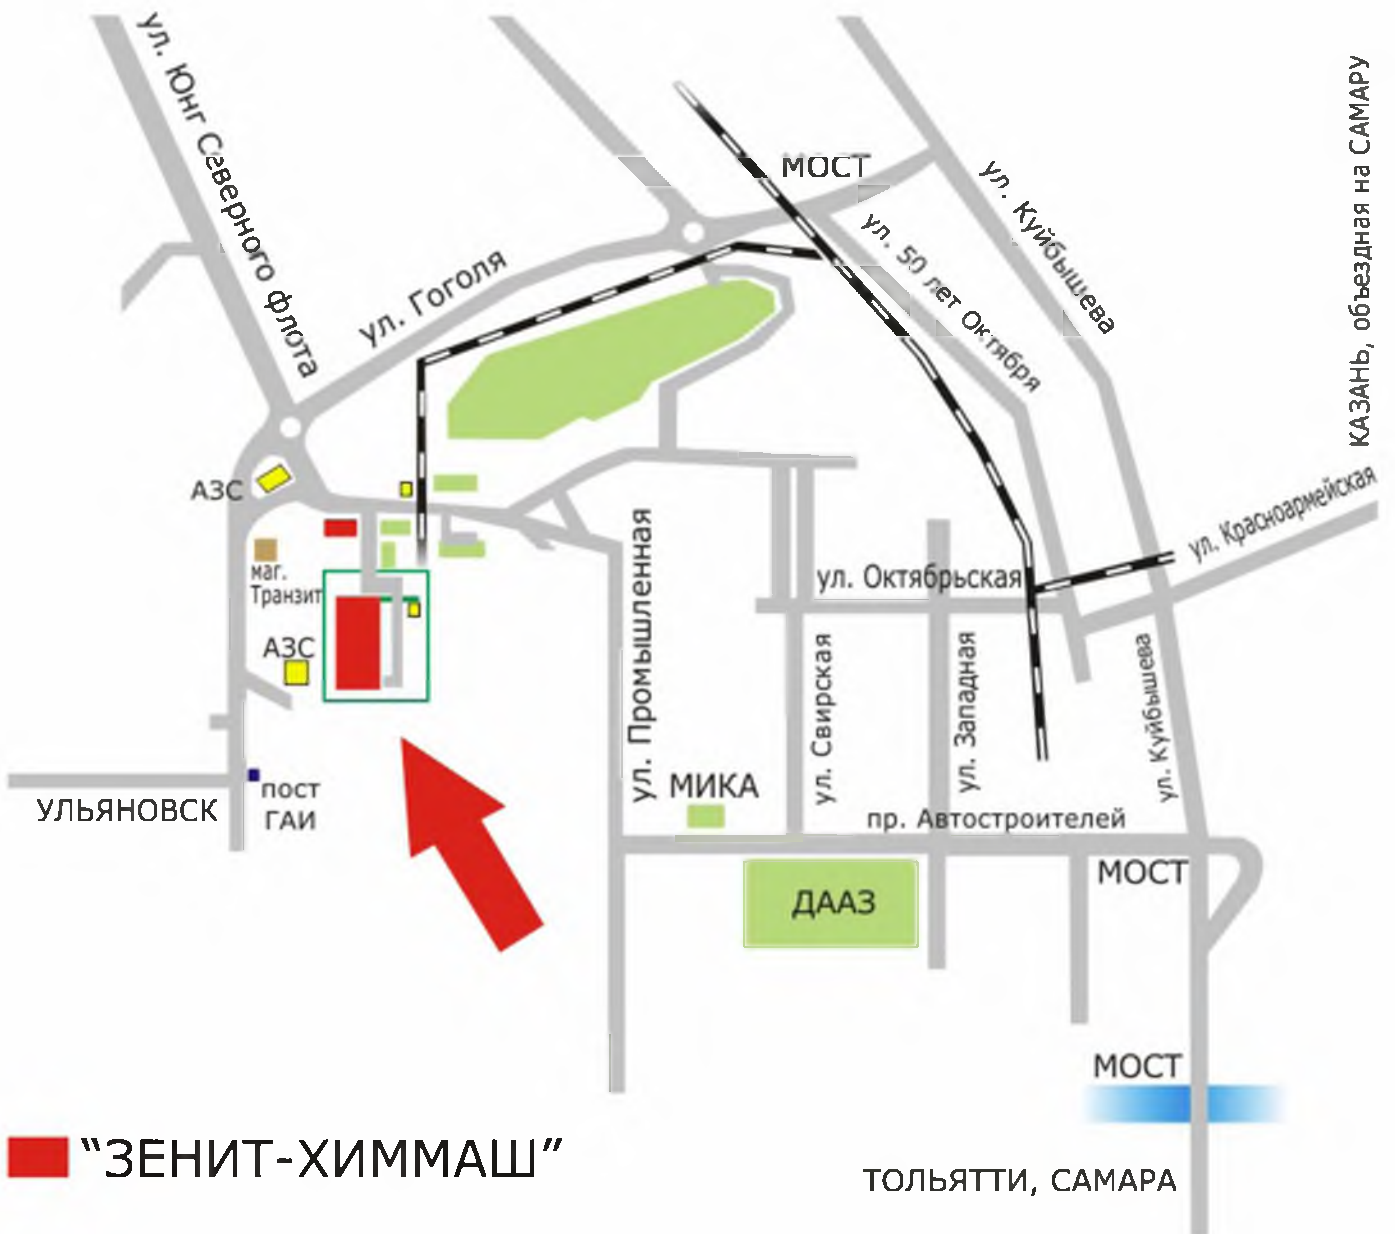 ул. Юнг Северного флота
КАЗАНЬ, объездная на САМАРУ
МОСТ
ул. Куйбышева
ул. 50 лет Октября
ул. Гоголя
АЗС
ул. Красноармейская
маг.
Транзит
ул. Октябрьская
АЗС
ул. Промышленная
ул. Свирская
ул. Западная
ул. Куйбышева
УЛЬЯНОВСК
пост
ГАИ
МИКА
пр. Автостроителей
МОСТ
ДААЗ
МОСТ
"ЗЕНИТ-ХИММАШ"
ТОЛЬЯТТИ, САМАРА